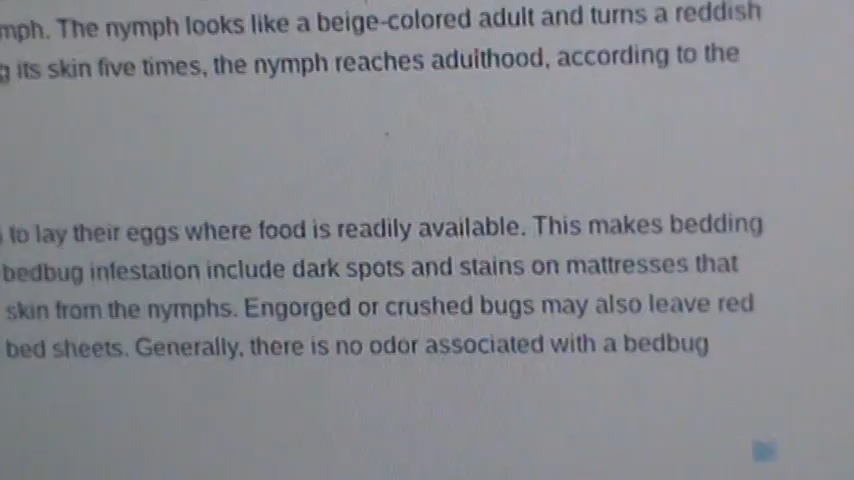 mph. The nymph looks like a beige-colored adult and turns a reddish
g its skin five times, the nymph reaches adulthood, according to the
to lay their eggs where food is readily available. This makes bedding
bedbug infestation include dark spots and stains on mattresses that
skin from the nymphs. Engorged or crushed bugs may also leave red
bed sheets. Generally, there is no odor associated with a bedbug